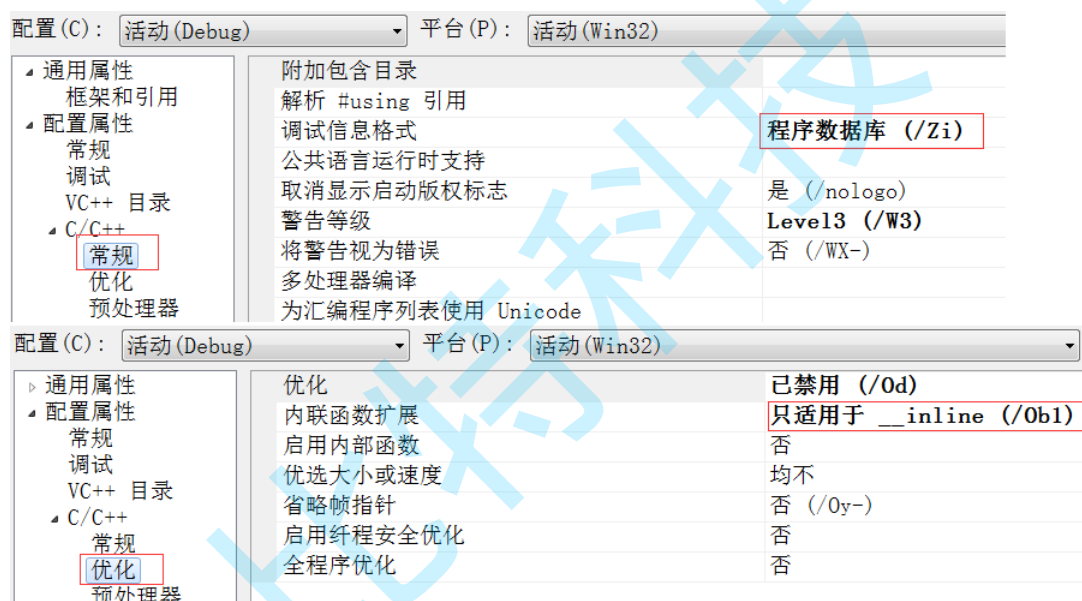 配置(C): 活动(Debug) 平台(P): 活动(Win32)
通用属性
框架和引用
配置属性
常规
调试
VC++ 目录
C/C++
常规
优化
预处理器
附加包含目录
解析 #using 引用
调试信息格式 程序数据库 (/Zi)
公共语言运行时支持
取消显示启动版权标志 是 (/nologo)
警告等级 Level3 (/W3)
将警告视为错误 否 (/WX-)
多处理器编译
为汇编程序列表使用 Unicode
配置(C): 活动(Debug) 平台(P): 活动(Win32)
通用属性
配置属性
常规
调试
VC++ 目录
C/C++
常规
优化
预处理器
优化 已禁用 (/Od)
内联函数扩展 只适用于 __inline (/Ob1)
启用内部函数 否
优选大小或速度 均不
省略帧指针 否 (/Oy-)
启用纤程安全优化 否
全程序优化 否
比特科技